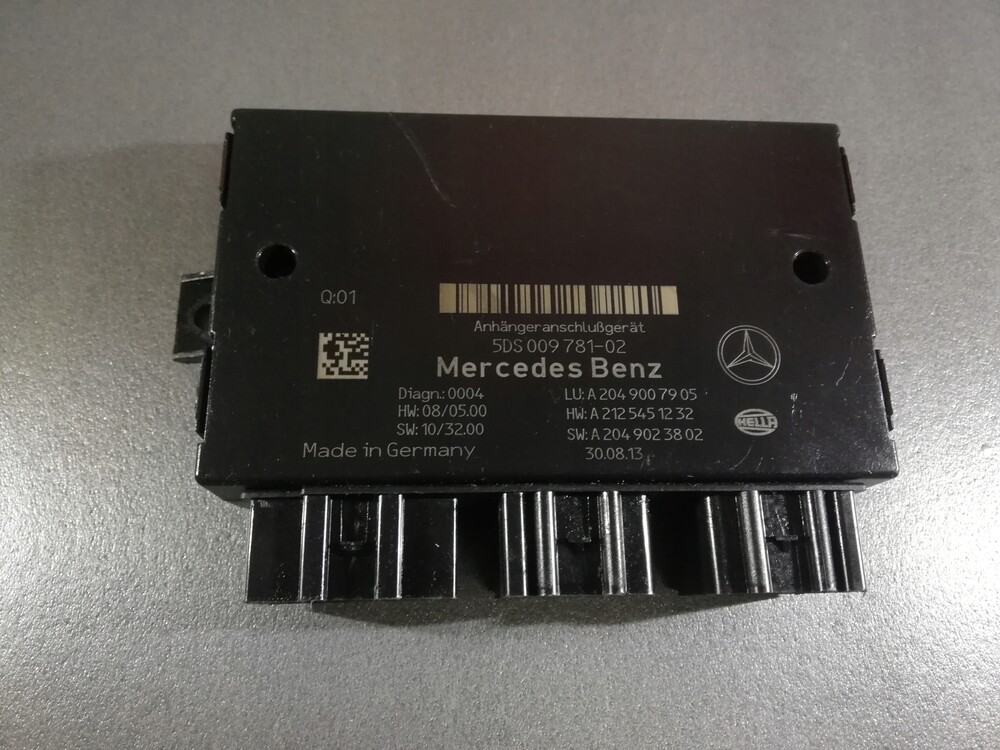 Q:01
Anhängeranschlußgerät
5DS 009 781-02
Mercedes Benz
Diagn.: 0004
LU: A 204 900 79 05
HW: 08/05.00
HW: A 212 545 12 32
SW: 10/32.00
SW: A 204 902 38 02
HELLA
Made in Germany
30.08.13